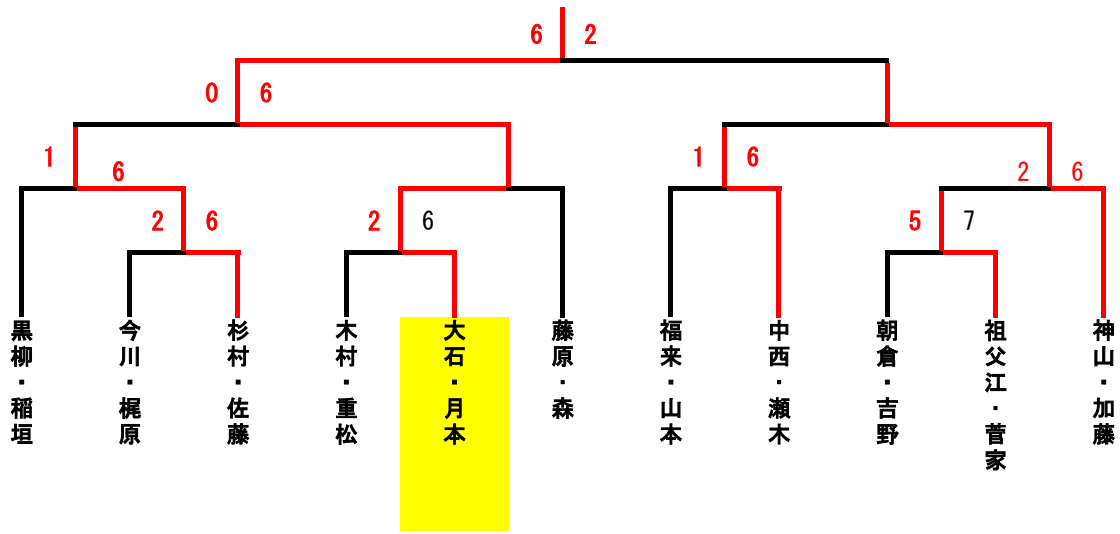 6 2
0 6
1 6 1 6 2 6
2 6 2 6 5 7
黒柳・稲垣
今川・梶原
杉村・佐藤
木村・重松
大石・月本
藤原・森
福来・山本
中西・瀬木
朝倉・吉野
祖父江・菅家
神山・加藤